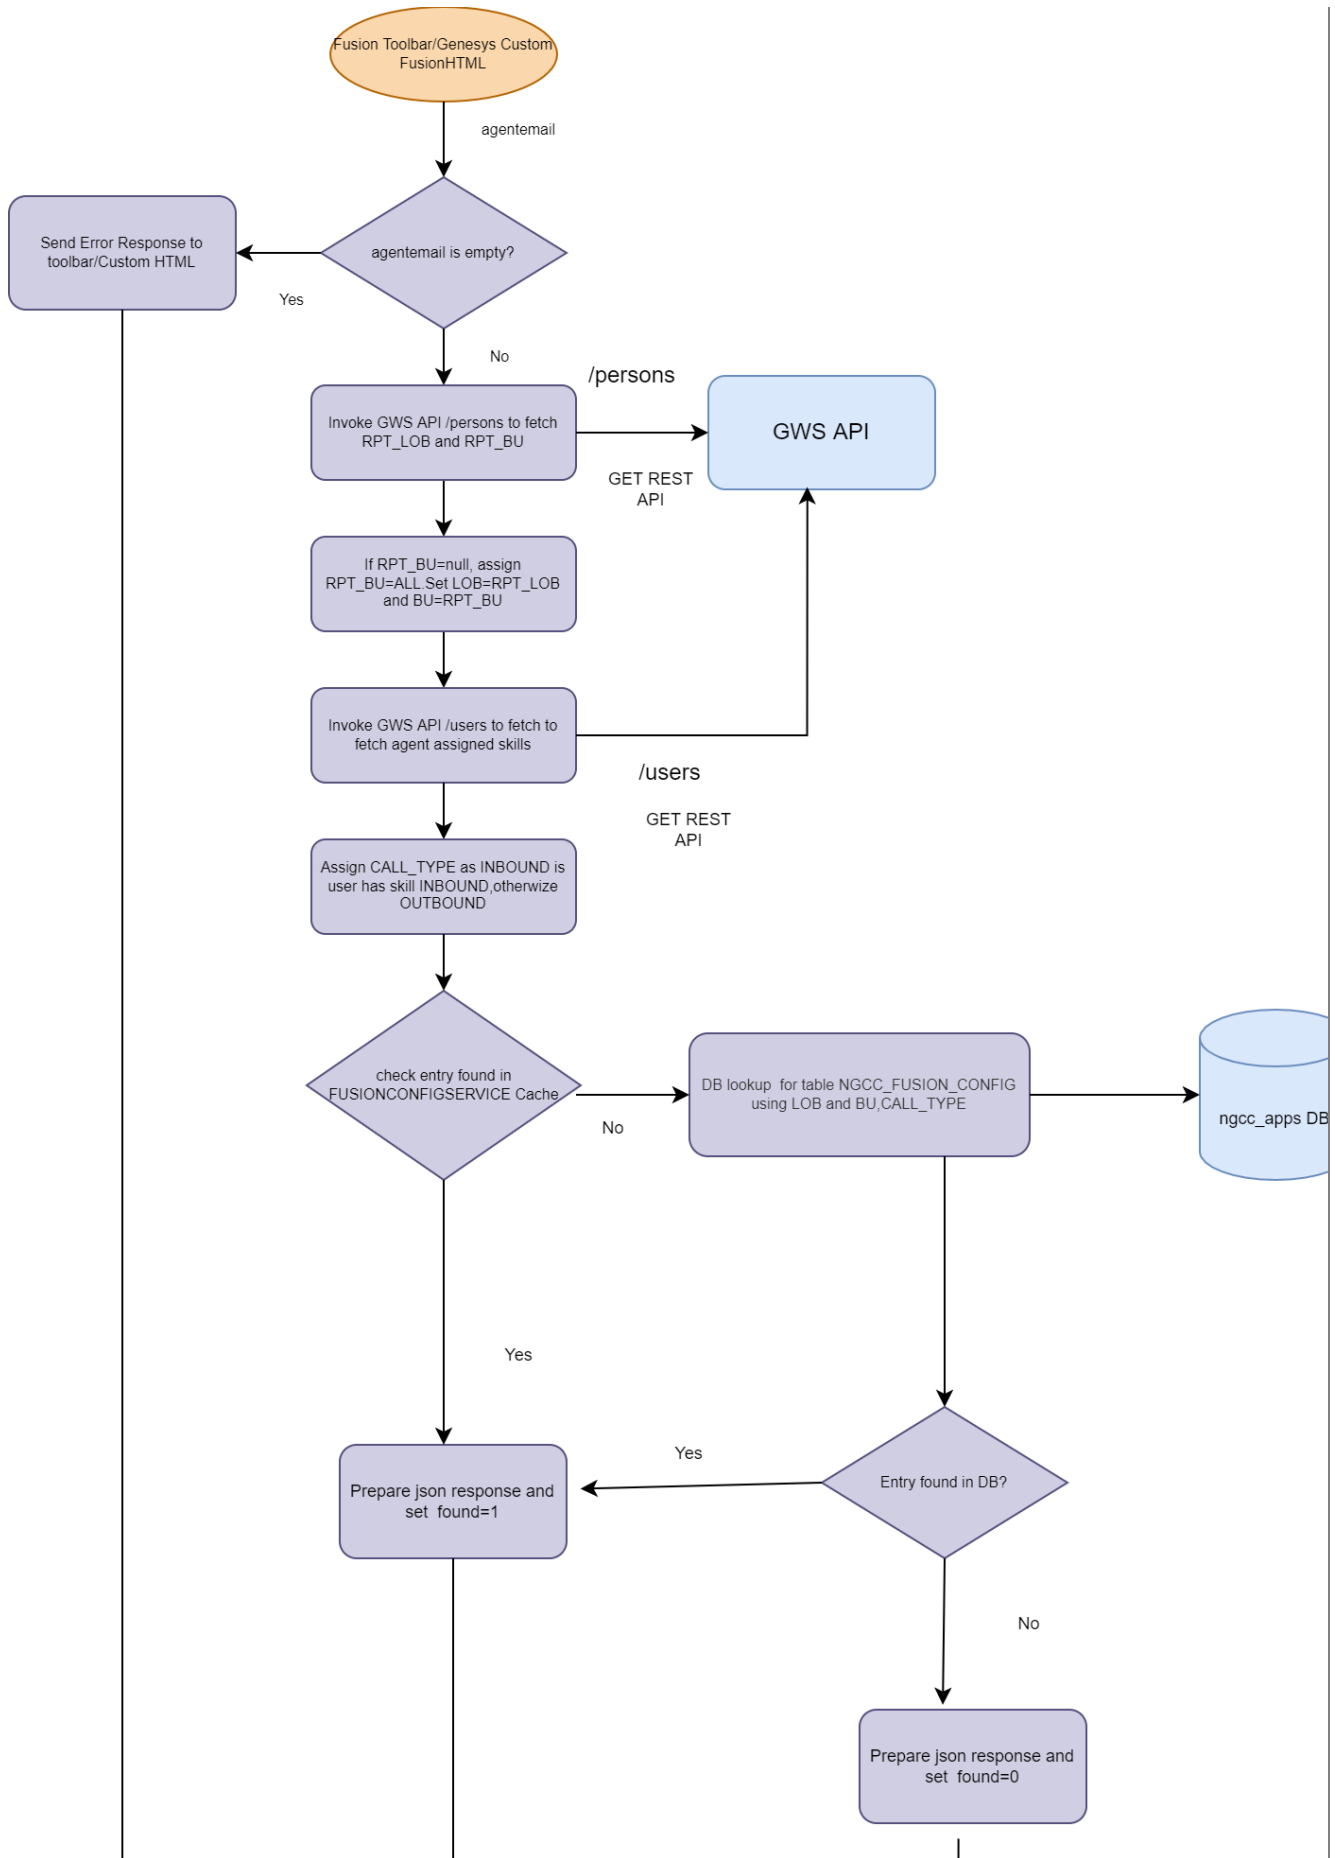 Fusion Toolbar/Genesys Custom
FusionHTML
agentemail
agentemail is empty?
Send Error Response to
toolbar/Custom HTML
Yes
No
/persons
Invoke GWS API /persons to fetch
RPT_LOB and RPT_BU
GWS API
GET REST
API
If RPT_BU=null, assign
RPT_BU=ALL.Set LOB=RPT_LOB
and BU=RPT_BU
Invoke GWS API /users to fetch to
fetch agent assigned skills
/users
GET REST
API
Assign CALL_TYPE as INBOUND is
user has skill INBOUND,otherwize
OUTBOUND
check entry found in
FUSIONCONFIGSERVICE Cache
No
DB lookup  for table NGCC_FUSION_CONFIG
using LOB and BU,CALL_TYPE
ngcc_apps DB
Yes
Yes
Entry found in DB?
Prepare json response and
set  found=1
No
Prepare json response and
set  found=0